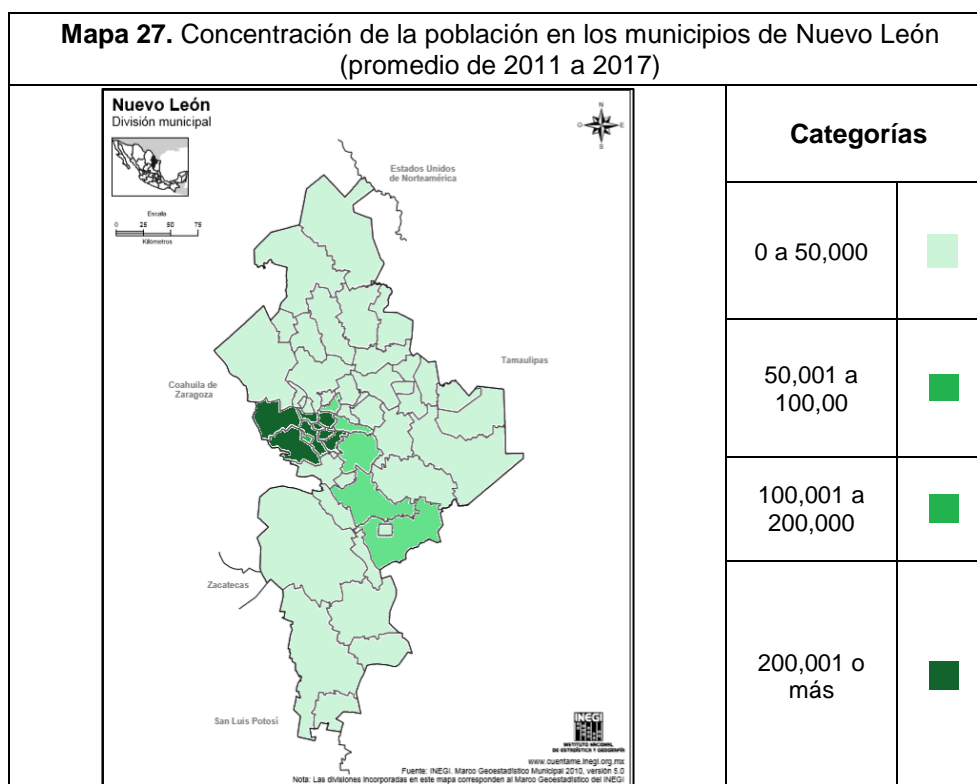 Mapa 27. Concentración de la población en los municipios de Nuevo León
(promedio de 2011 a 2017)
Nuevo León
División municipal
N
O
E
S
Estados Unidos
de Norteamérica
Escala
0 25 50 75
Kilómetros
Tamaulipas
Coahuila de
Zaragoza
Zacatecas
San Luis Potosí
INEGI
INSTITUTO NACIONAL
DE ESTADÍSTICA Y GEOGRAFÍA
www.cuentame.inegi.org.mx
Fuente: INEGI. Marco Geoestadístico Municipal 2010, versión 5.0
Nota: Las divisiones incorporadas en este mapa corresponden al Marco Geoestadístico del INEGI
Categorías
0 a 50,000
50,001 a
100,00
100,001 a
200,000
200,001 o
más